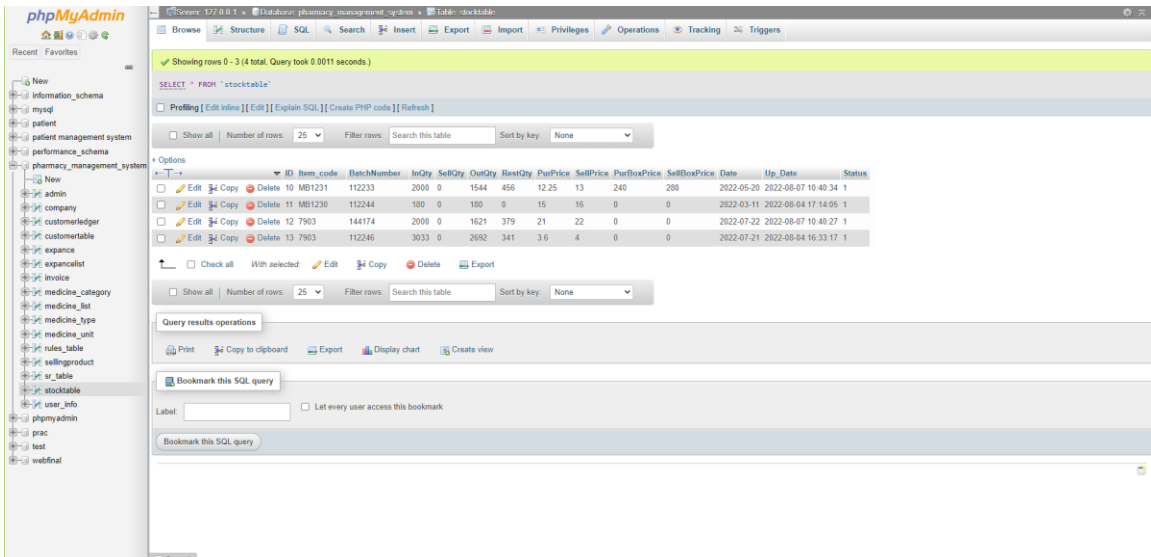 phpMyAdmin
Recent Favorites
New
information_schema
mysql
patient
patient management system
performance_schema
pharmacy_management_system
New
admin
company
customerledger
customertable
expance
expancelist
invoice
medicine_category
medicine_list
medicine_type
medicine_unit
rules_table
sellingproduct
sr_table
stocktable
user_info
phpmyadmin
prac
test
webfinal
Server: 127.0.0.1 » Database: pharmacy_management_system » Table: stocktable
Browse Structure SQL Search Insert Export Import Privileges Operations Tracking Triggers
Showing rows 0 - 3 (4 total, Query took 0.0011 seconds.)
SELECT * FROM `stocktable`
Profiling [ Edit inline ] [ Edit ] [ Explain SQL ] [ Create PHP code ] [ Refresh ]
Show all | Number of rows: 25 Filter rows: Search this table Sort by key: None
+ Options
ID Item_code BatchNumber InQty SellQty OutQty RestQty PurPrice SellPrice PurBoxPrice SellBoxPrice Date Up_Date Status
Edit Copy Delete 10 MB1231 112233 2000 0 1544 456 12.25 13 240 280 2022-05-20 2022-08-07 10:40:34 1
Edit Copy Delete 11 MB1230 112244 180 0 180 0 15 16 0 0 2022-03-11 2022-08-04 17:14:05 1
Edit Copy Delete 12 7903 144174 2000 0 1621 379 21 22 0 0 2022-07-22 2022-08-07 10:40:27 1
Edit Copy Delete 13 7903 112246 3033 0 2692 341 3.6 4 0 0 2022-07-21 2022-08-04 16:33:17 1
Check all With selected: Edit Copy Delete Export
Show all | Number of rows: 25 Filter rows: Search this table Sort by key: None
Query results operations
Print Copy to clipboard Export Display chart Create view
Bookmark this SQL query
Label: Let every user access this bookmark
Bookmark this SQL query